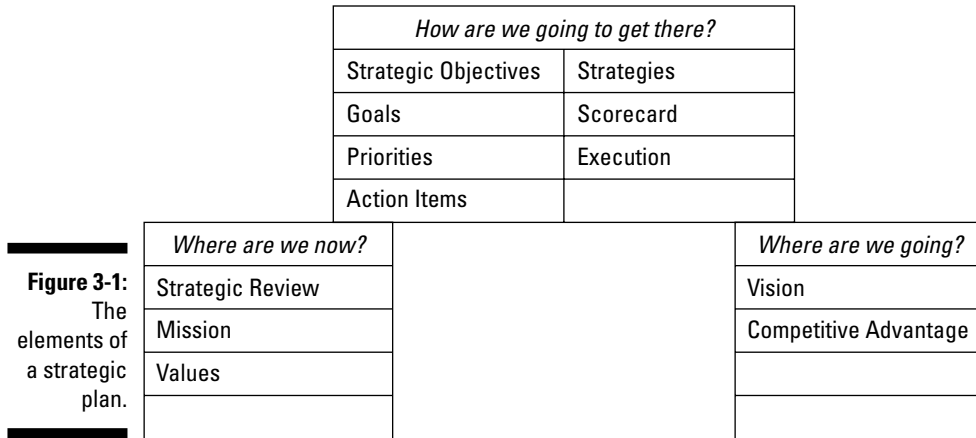 How are we going to get there?
Strategic Objectives Strategies
Goals Scorecard
Priorities Execution
Action Items
Where are we now?
Strategic Review
Mission
Values
Where are we going?
Vision
Competitive Advantage
Figure 3-1:
The
elements of
a strategic
plan.